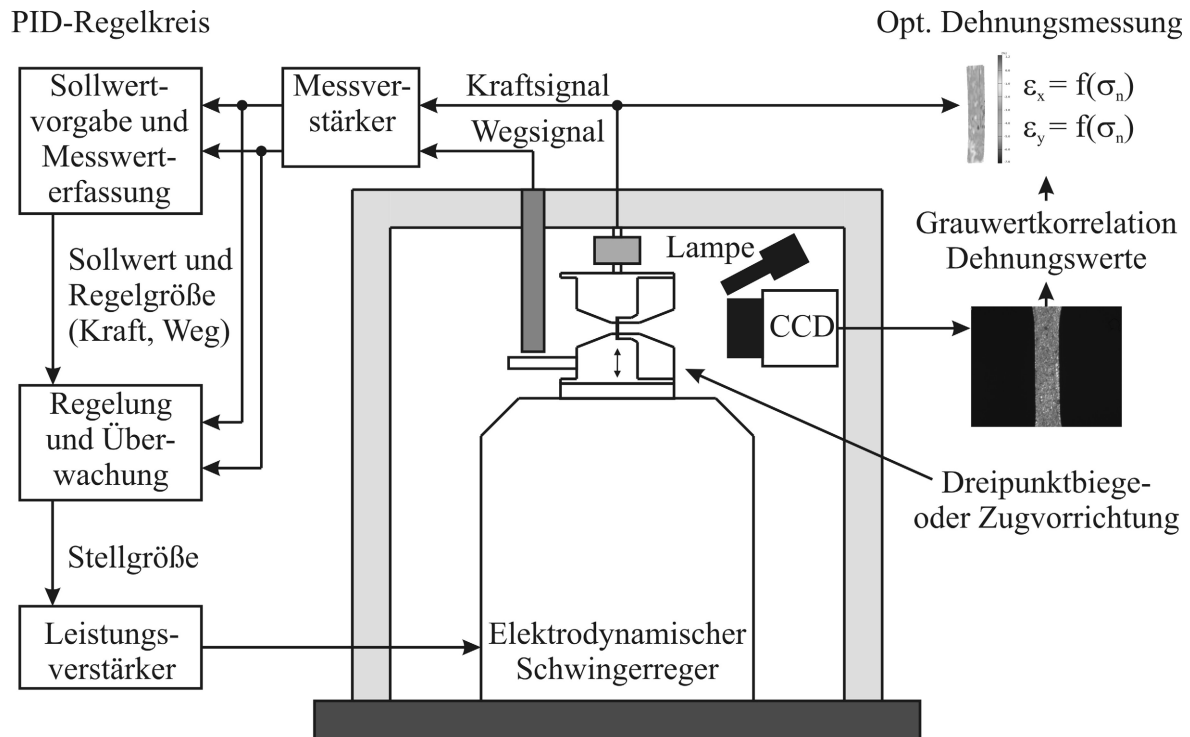 PID-Regelkreis
Opt. Dehnungsmessung
Sollwert-
vorgabe und
Messwert-
erfassung
Messver-
stärker
Kraftsignal
Wegsignal
εx = f(σn)
εy = f(σn)
Grauwertkorrelation
Dehnungswerte
Lampe
CCD
Sollwert und
Regelgröße
(Kraft, Weg)
Regelung
und Über-
wachung
Dreipunktbiege-
oder Zugvorrichtung
Stellgröße
Leistungs-
verstärker
Elektrodynamischer
Schwingerreger